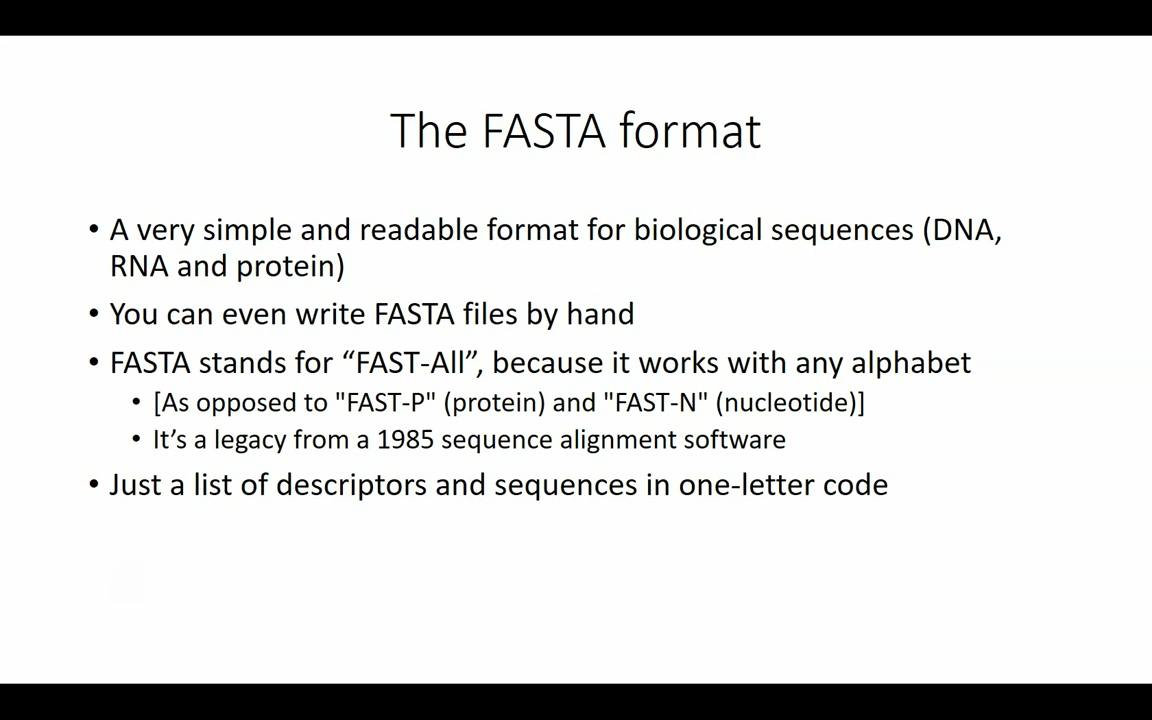 The FASTA format
• A very simple and readable format for biological sequences (DNA,
RNA and protein)
• You can even write FASTA files by hand
• FASTA stands for “FAST-All”, because it works with any alphabet
• [As opposed to "FAST-P" (protein) and "FAST-N" (nucleotide)]
• It’s a legacy from a 1985 sequence alignment software
• Just a list of descriptors and sequences in one-letter code